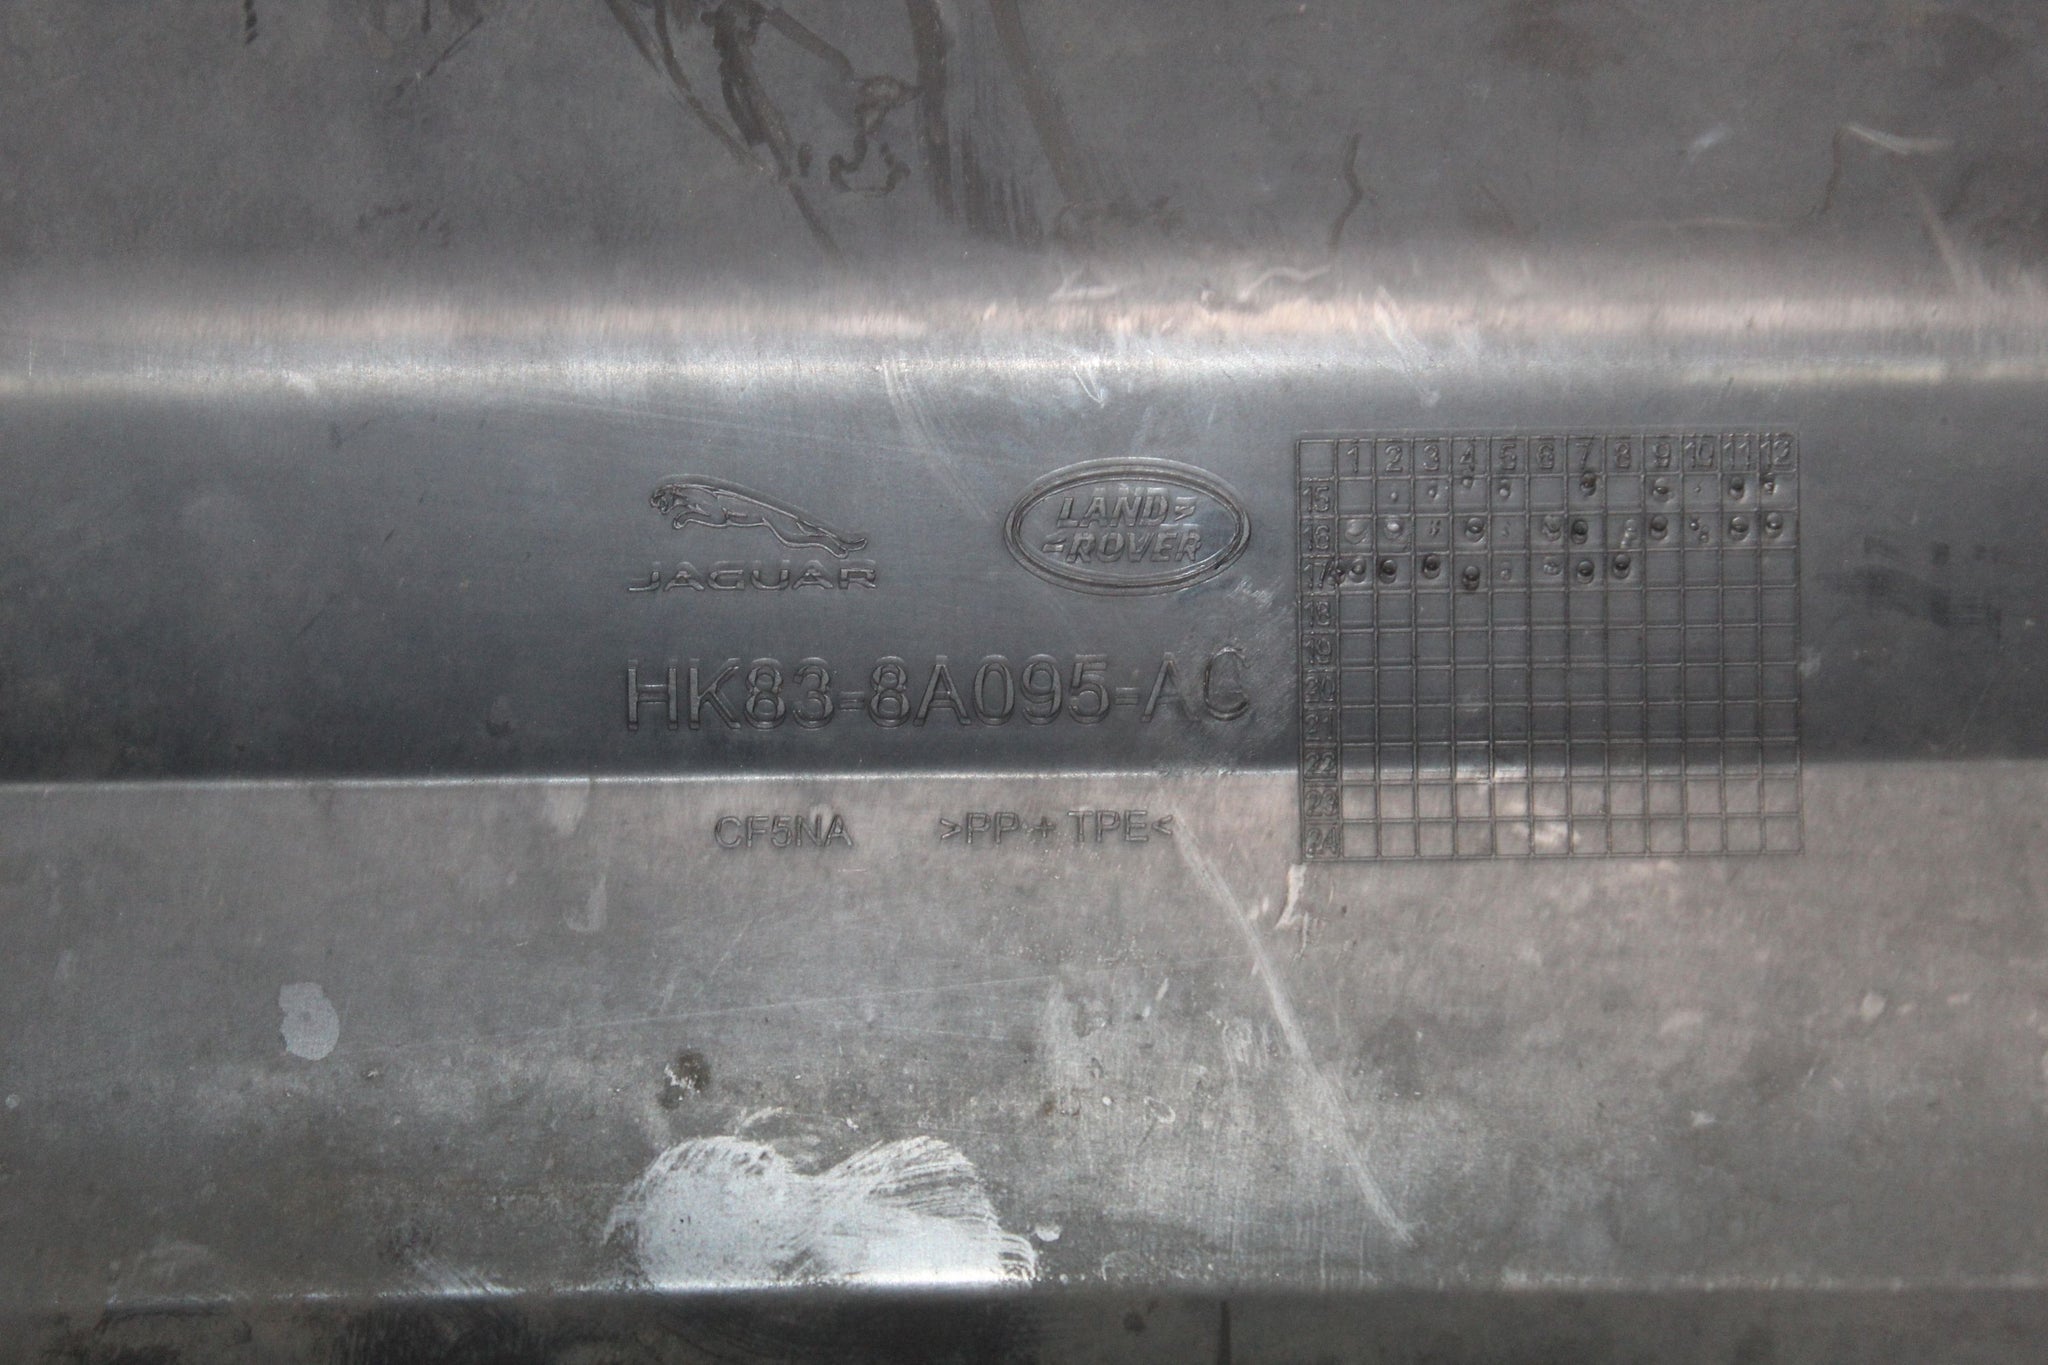 JAGUAR
LAND
ROVER
HK83-8A095-AC
CF5NA >PP+TPE<
1 2 3 4 5 6 7 8 9 10 11 12
15
16
17
18
19
20
21
22
23
24